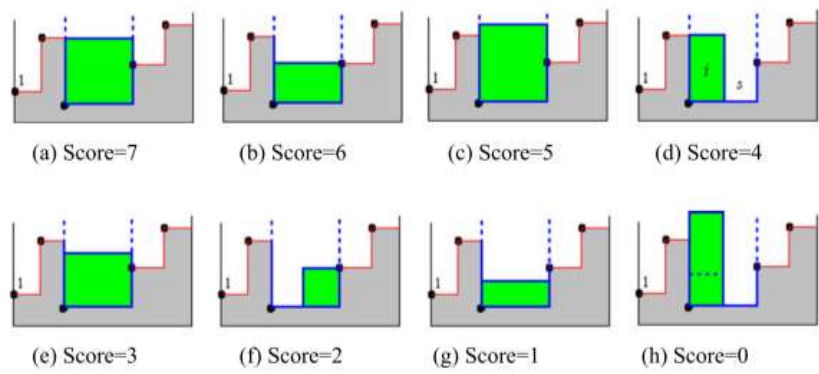 1
1
1
1
i
s
(a) Score=7
(b) Score=6
(c) Score=5
(d) Score=4
1
1
1
1
(e) Score=3
(f) Score=2
(g) Score=1
(h) Score=0